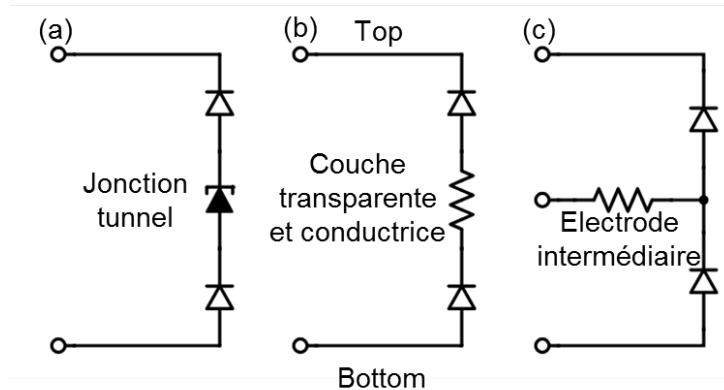 (a)
(b)
Top
(c)
Jonction
tunnel
Couche
transparente
et conductrice
Electrode
intermédiaire
Bottom